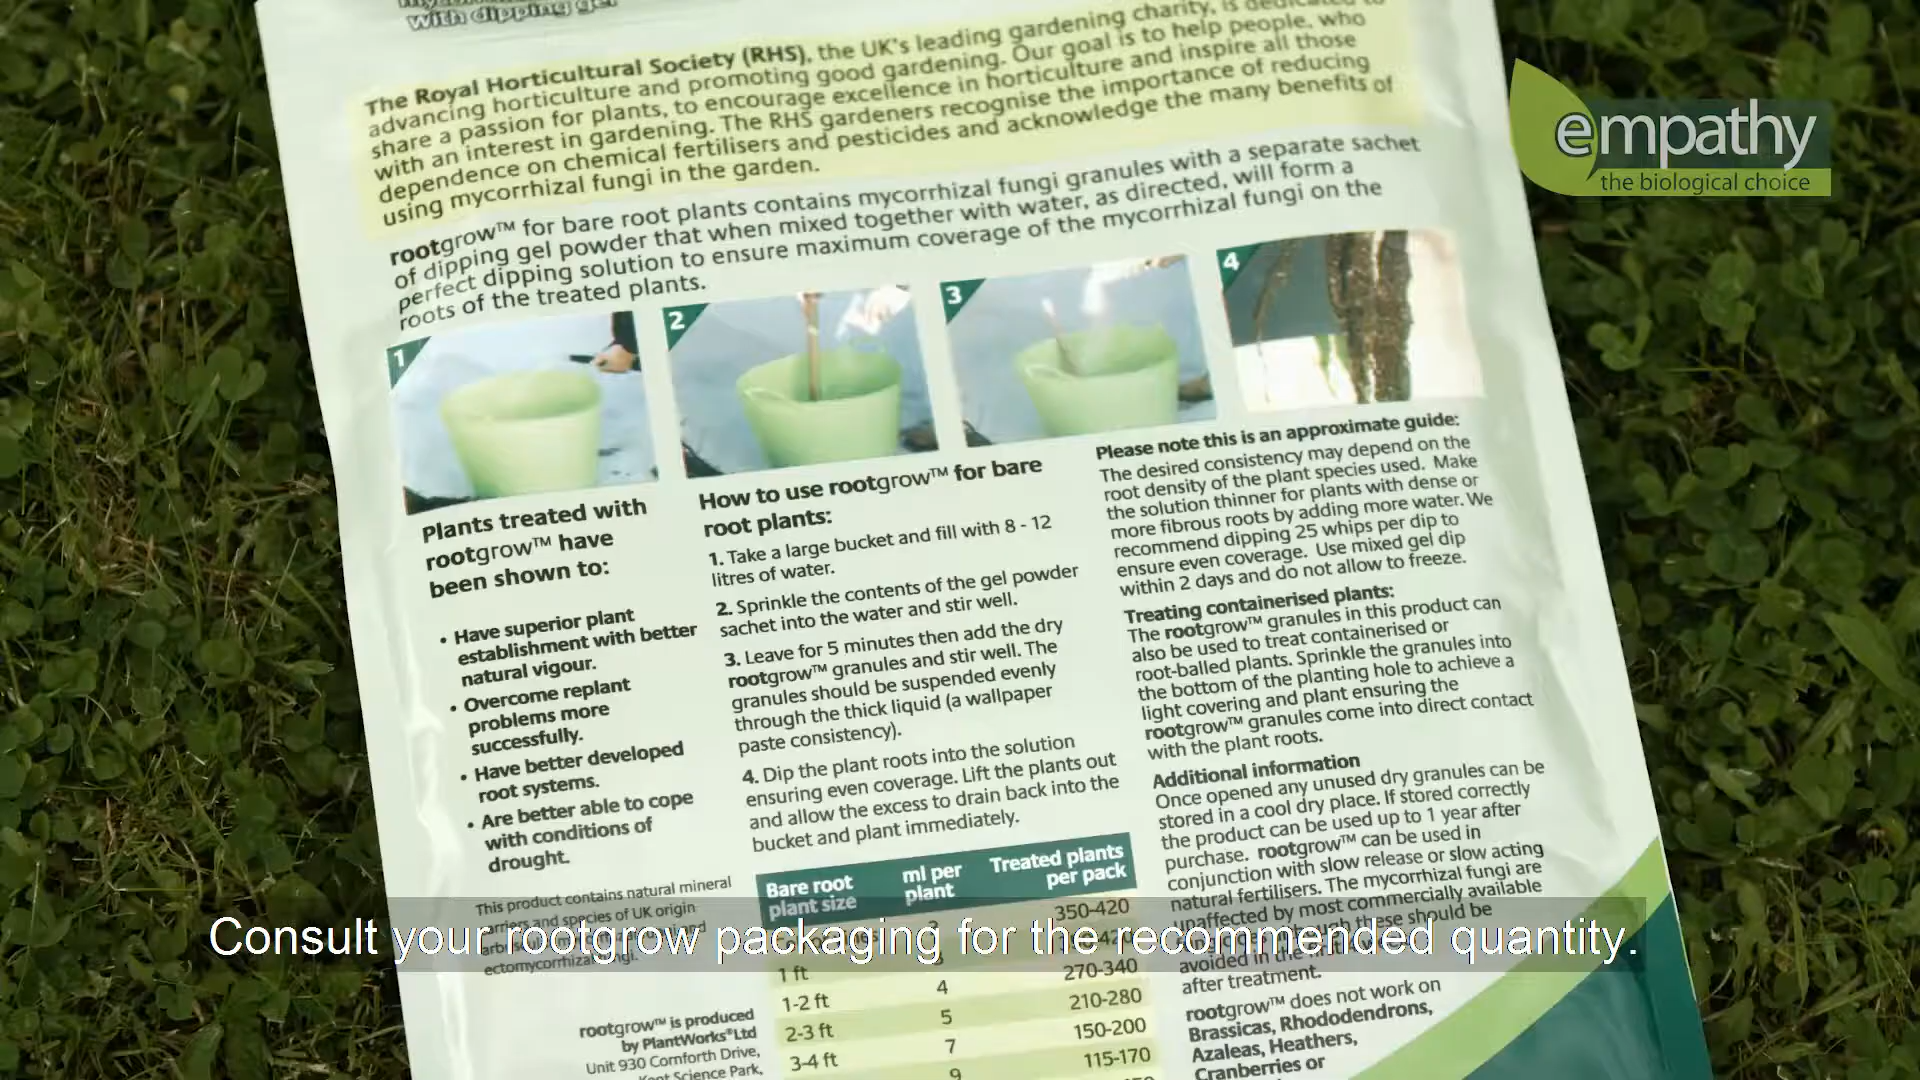 with dipping gel
The Royal Horticultural Society (RHS), the UK's leading gardening charity, is dedicated to
advancing horticulture and promoting good gardening. Our goal is to help people, who
share a passion for plants, to encourage excellence in horticulture and inspire all those
with an interest in gardening. The RHS gardeners recognise the importance of reducing
dependence on chemical fertilisers and pesticides and acknowledge the many benefits of
using mycorrhizal fungi in the garden.
rootgrow™ for bare root plants contains mycorrhizal fungi granules with a separate sachet
of dipping gel powder that when mixed together with water, as directed, will form a
perfect dipping solution to ensure maximum coverage of the mycorrhizal fungi on the
roots of the treated plants.
empathy
the biological choice
1
2
3
4
Plants treated with
rootgrow™ have
been shown to:
• Have superior plant
establishment with better
natural vigour.
• Overcome replant
problems more
successfully.
• Have better developed
root systems.
• Are better able to cope
with conditions of
drought.
This product contains natural mineral
carriers and species of UK origin
ectomycorrhizal fungi.
rootgrow™ is produced
by PlantWorks® Ltd
Unit 930 Cornforth Drive,
Kent Science Park,
How to use rootgrow™ for bare
root plants:
1. Take a large bucket and fill with 8 - 12
litres of water.
2. Sprinkle the contents of the gel powder
sachet into the water and stir well.
3. Leave for 5 minutes then add the dry
rootgrow™ granules and stir well. The
granules should be suspended evenly
through the thick liquid (a wallpaper
paste consistency).
4. Dip the plant roots into the solution
ensuring even coverage. Lift the plants out
and allow the excess to drain back into the
bucket and plant immediately.
Bare root plant size ml per plant Treated plants per pack
350-420
1 ft 3 270-340
1-2 ft 4 210-280
2-3 ft 5 150-200
3-4 ft 7 115-170
9
Please note this is an approximate guide:
The desired consistency may depend on the
root density of the plant species used. Make
the solution thinner for plants with dense or
more fibrous roots by adding more water. We
recommend dipping 25 whips per dip to
ensure even coverage. Use mixed gel dip
within 2 days and do not allow to freeze.
Treating containerised plants:
The rootgrow™ granules in this product can
also be used to treat containerised or
root-balled plants. Sprinkle the granules into
the bottom of the planting hole to achieve a
light covering and plant ensuring the
rootgrow™ granules come into direct contact
with the plant roots.
Additional information
Once opened any unused dry granules can be
stored in a cool dry place. If stored correctly
the product can be used up to 1 year after
purchase. rootgrow™ can be used in
conjunction with slow release or slow acting
natural fertilisers. The mycorrhizal fungi are
unaffected by most commercially available
these should be
avoided in the
after treatment.
rootgrow™ does not work on
Brassicas, Rhododendrons,
Azaleas, Heathers,
Cranberries or
Consult your rootgrow packaging for the recommended quantity.